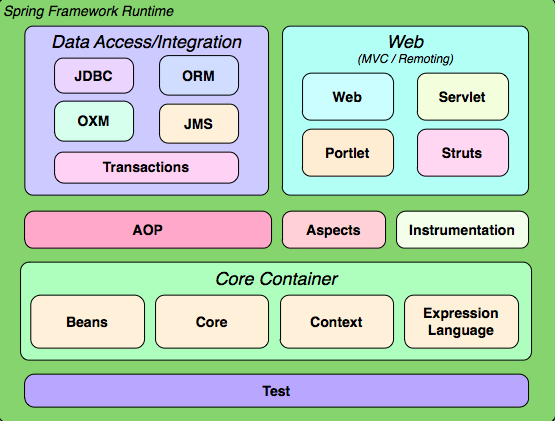 Spring Framework Runtime
Data Access/Integration
JDBC
ORM
OXM
JMS
Transactions
Web
(MVC / Remoting)
Web
Servlet
Portlet
Struts
AOP
Aspects
Instrumentation
Core Container
Beans
Core
Context
Expression
Language
Test